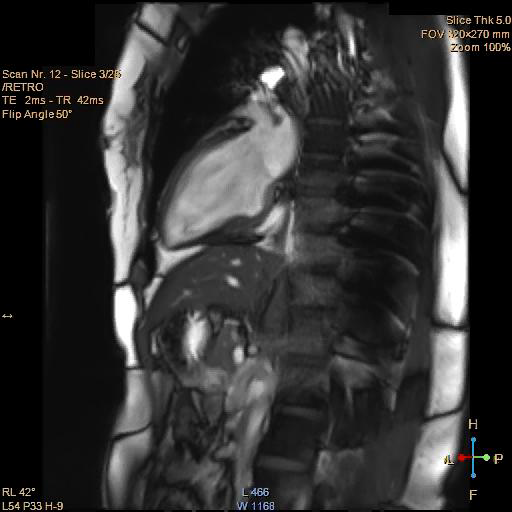 Slice Thk 5.0
FOV 320×270 mm
Zoom 100%
Scan Nr. 12 - Slice 3/28
/RETRO
TE 2ms - TR 42ms
Flip Angle 50°
H
P
F
RL 42°
L54 P33 H-9
L 466
W 1168